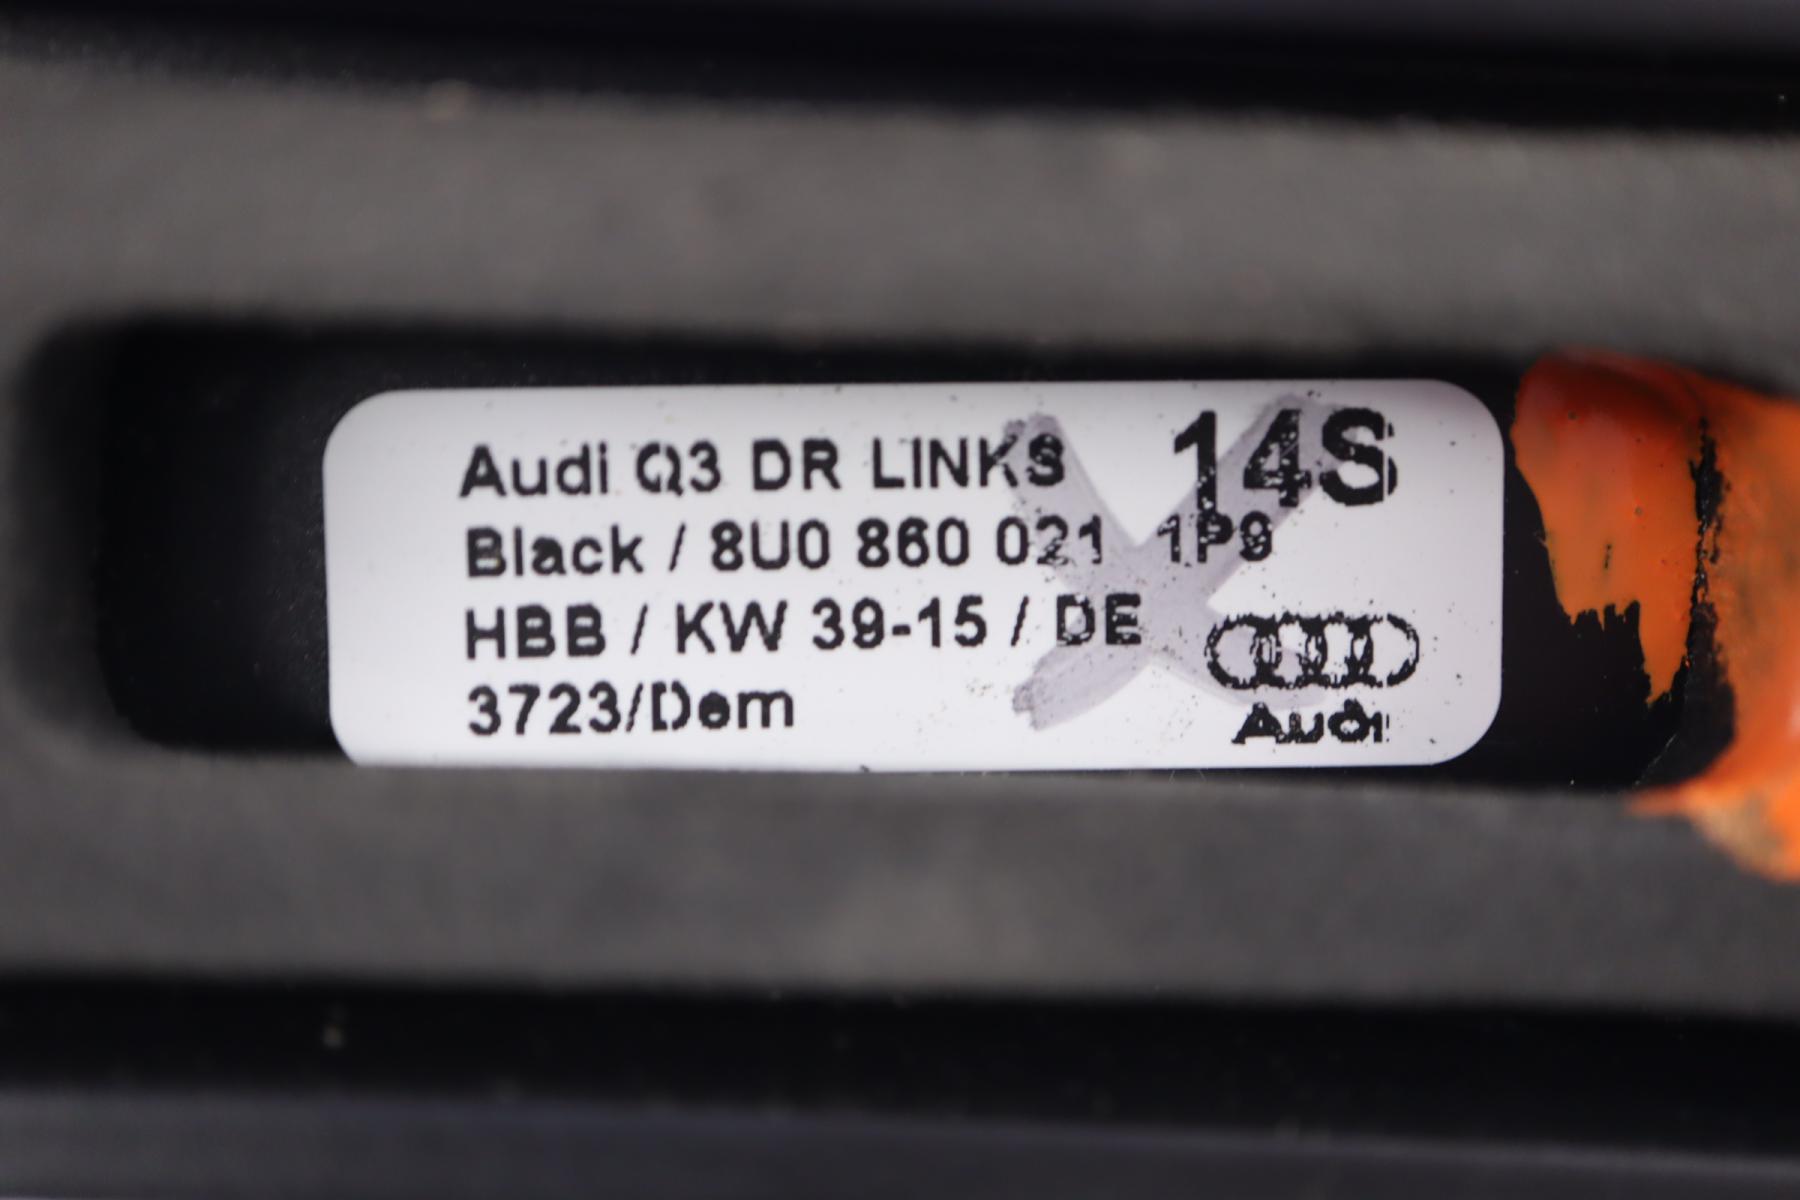 Audi Q3 DR LINKS 14S
Black / 8U0 860 021 1P9
HBB / KW 39-15 / DE
3723/Dem
Audi